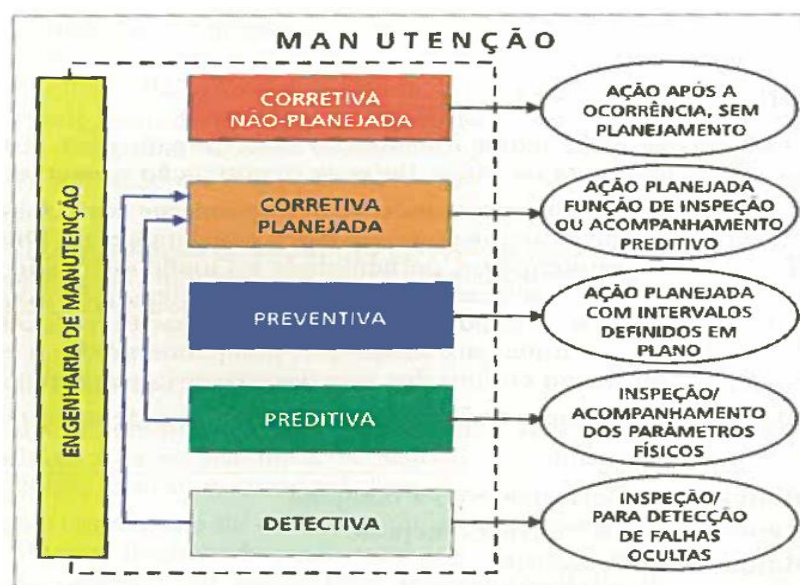 MANUTENÇÃO
ENGENHARIA DE MANUTENÇÃO
CORRETIVA
NÃO-PLANEJADA
AÇÃO APÓS A
OCORRÊNCIA, SEM
PLANEJAMENTO
CORRETIVA
PLANEJADA
AÇÃO PLANEJADA
FUNÇÃO DE INSPEÇÃO
OU ACOMPANHAMENTO
PREDITIVO
PREVENTIVA
AÇÃO PLANEJADA
COM INTERVALOS
DEFINIDOS EM
PLANO
PREDITIVA
INSPEÇÃO/
ACOMPANHAMENTO
DOS PARÂMETROS
FÍSICOS
DETECTIVA
INSPEÇÃO/
PARA DETECÇÃO
DE FALHAS
OCULTAS